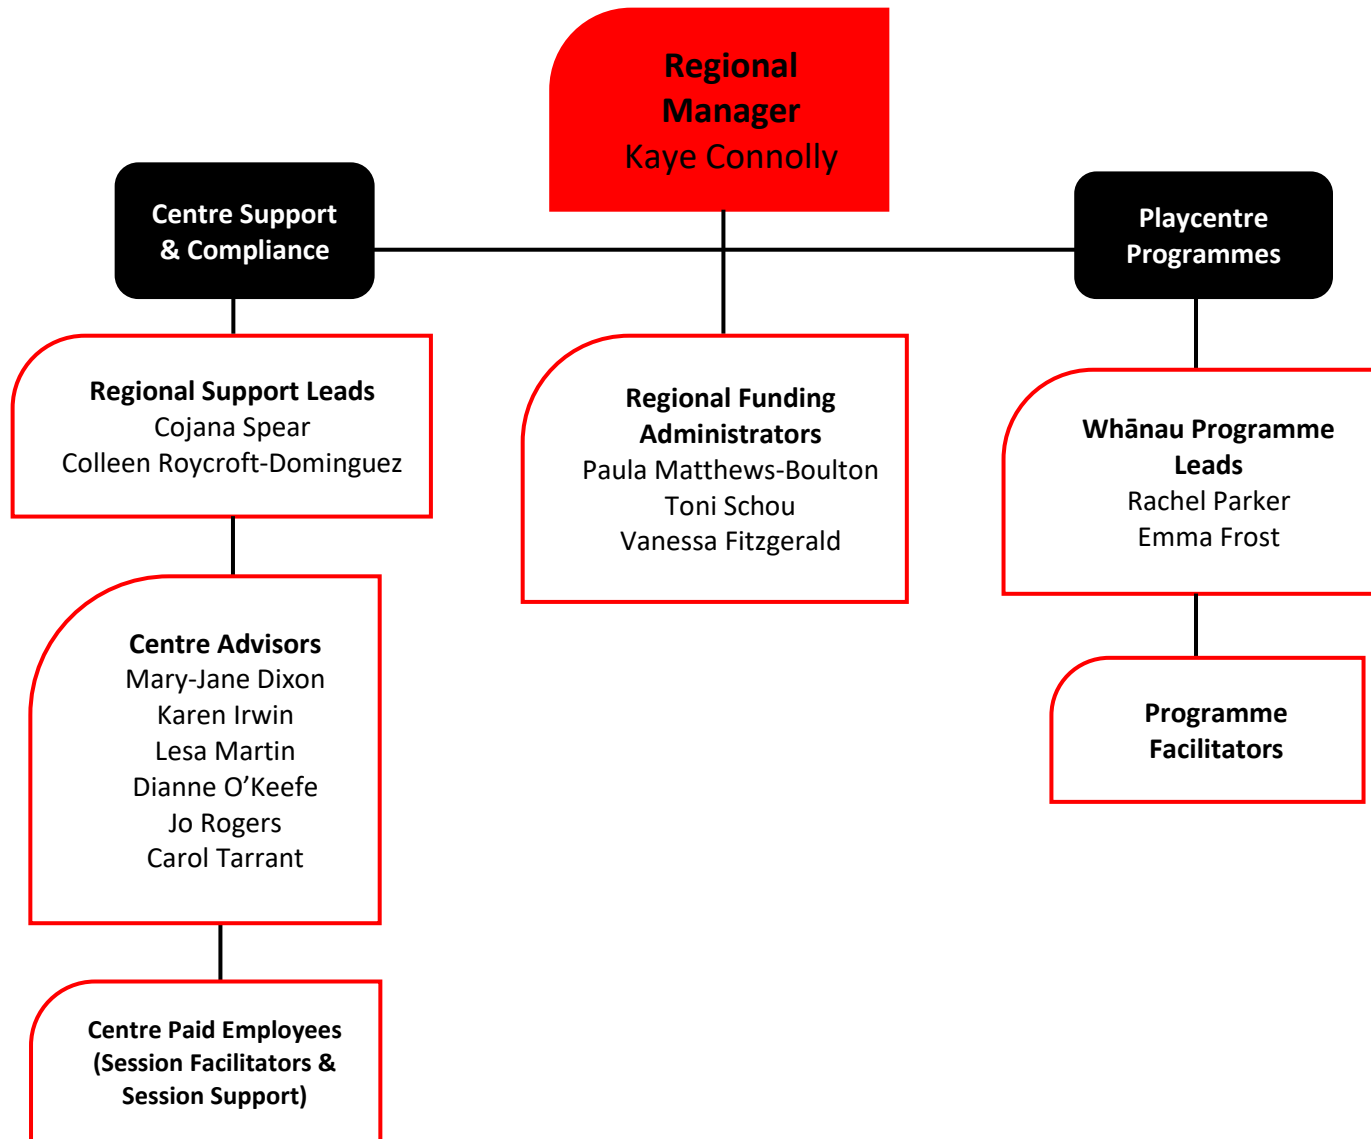 Regional
Manager
Kaye Connolly
Centre Support
& Compliance
Playcentre
Programmes
Regional Support Leads
Cojana Spear
Colleen Roycroft-Dominguez
Regional Funding
Administrators
Paula Matthews-Boulton
Toni Schou
Vanessa Fitzgerald
Whānau Programme
Leads
Rachel Parker
Emma Frost
Centre Advisors
Mary-Jane Dixon
Karen Irwin
Lesa Martin
Dianne O’Keefe
Jo Rogers
Carol Tarrant
Programme
Facilitators
Centre Paid Employees
(Session Facilitators &
Session Support)